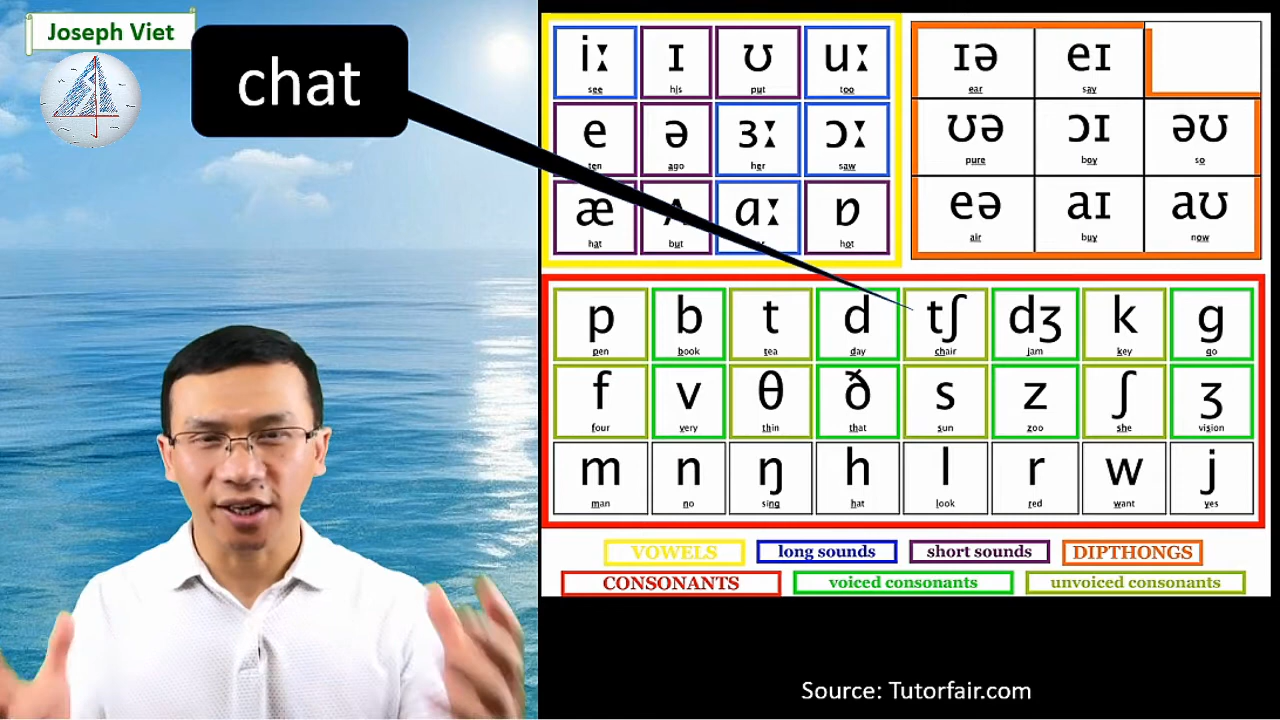 Joseph Viet
chat
iː ɪ ʊ uː
see his put too
e ə ɜː ɔː
ten ago her saw
æ ɑː ɒ
hat but hot
ɪə eɪ
ear say
ʊə ɔɪ əʊ
pure boy so
eə aɪ aʊ
air buy now
p b t d tʃ dʒ k g
pen book tea day chair jam key go
f v θ ð s z ʃ ʒ
four very thin that sun zoo she vision
m n ŋ h l r w j
man no sing hat look red want yes
VOWELS long sounds short sounds DIPTHONGS
CONSONANTS voiced consonants unvoiced consonants
Source: Tutorfair.com